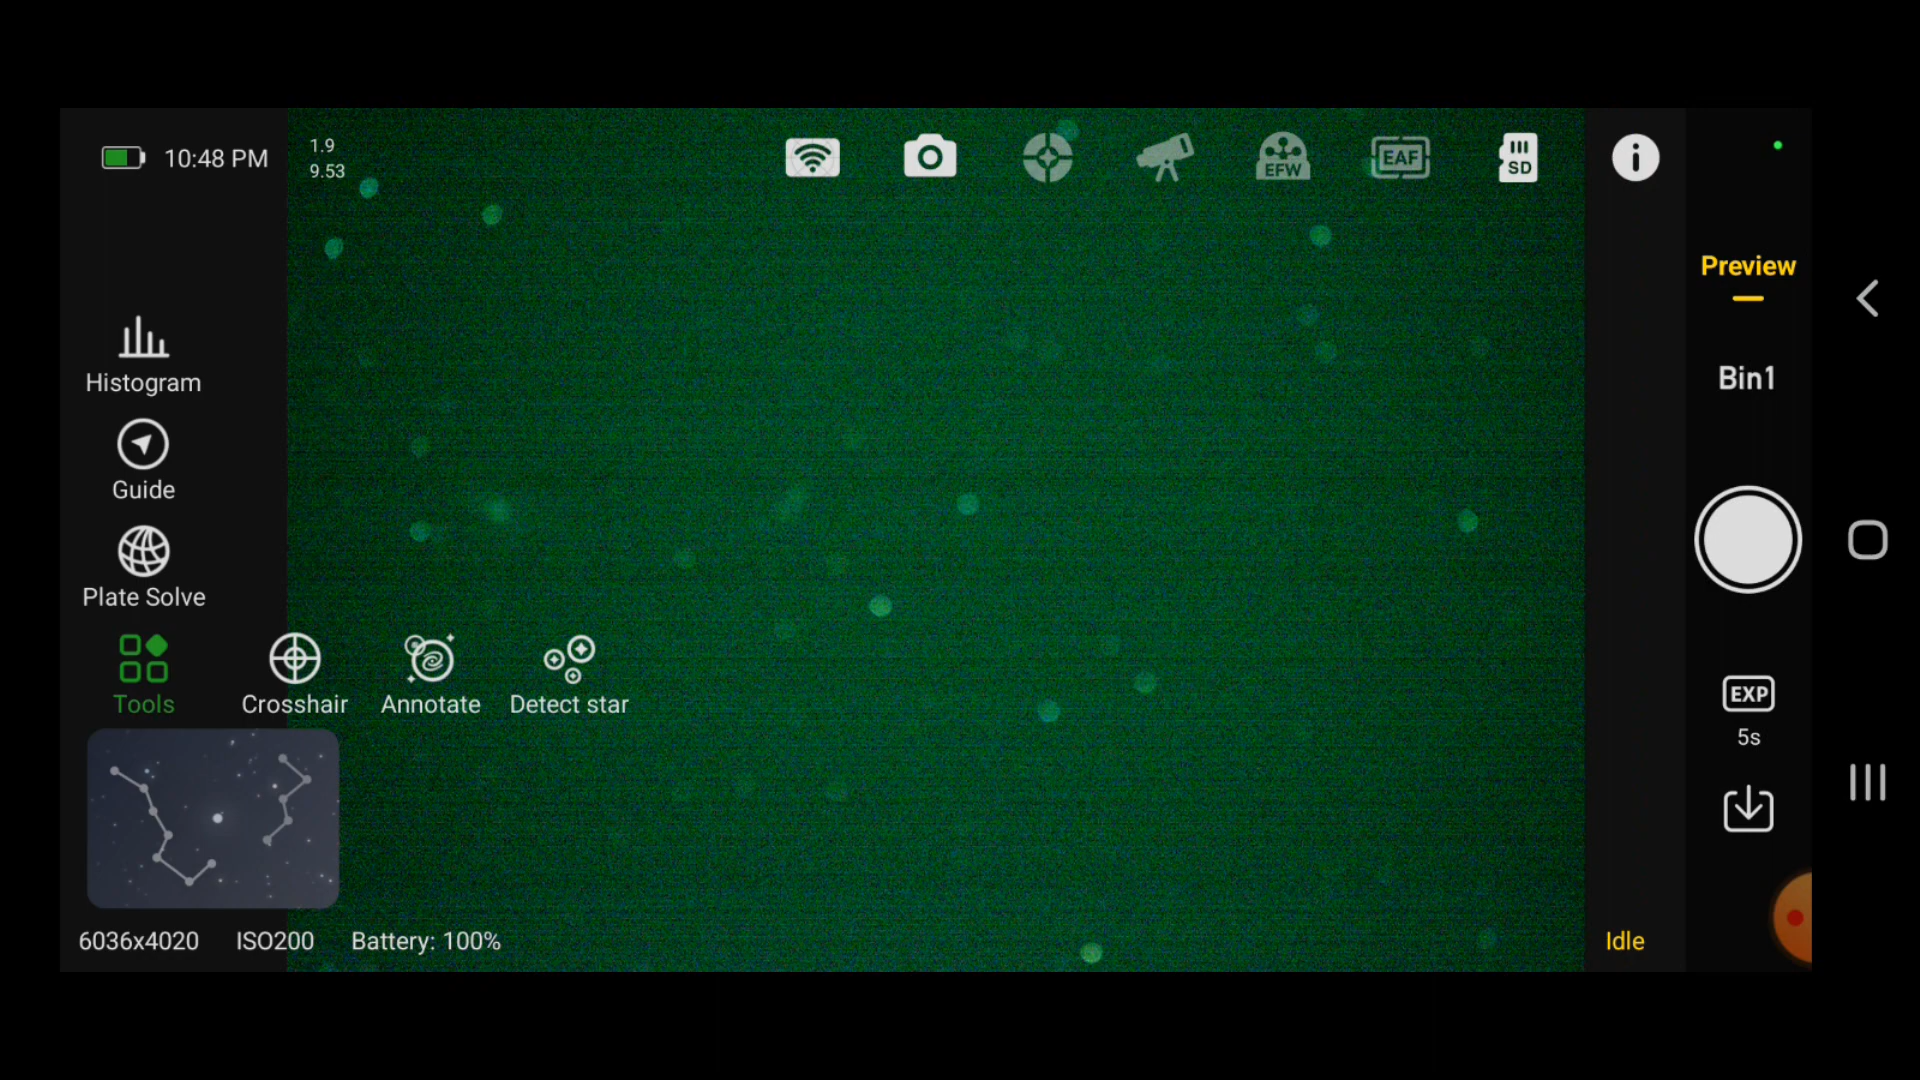 10:48 PM
1.9
9.53
EFW
EAF
SD
Preview
Histogram
Bin1
Guide
Plate Solve
Tools
Crosshair
Annotate
Detect star
EXP
5s
6036x4020
ISO200
Battery: 100%
Idle